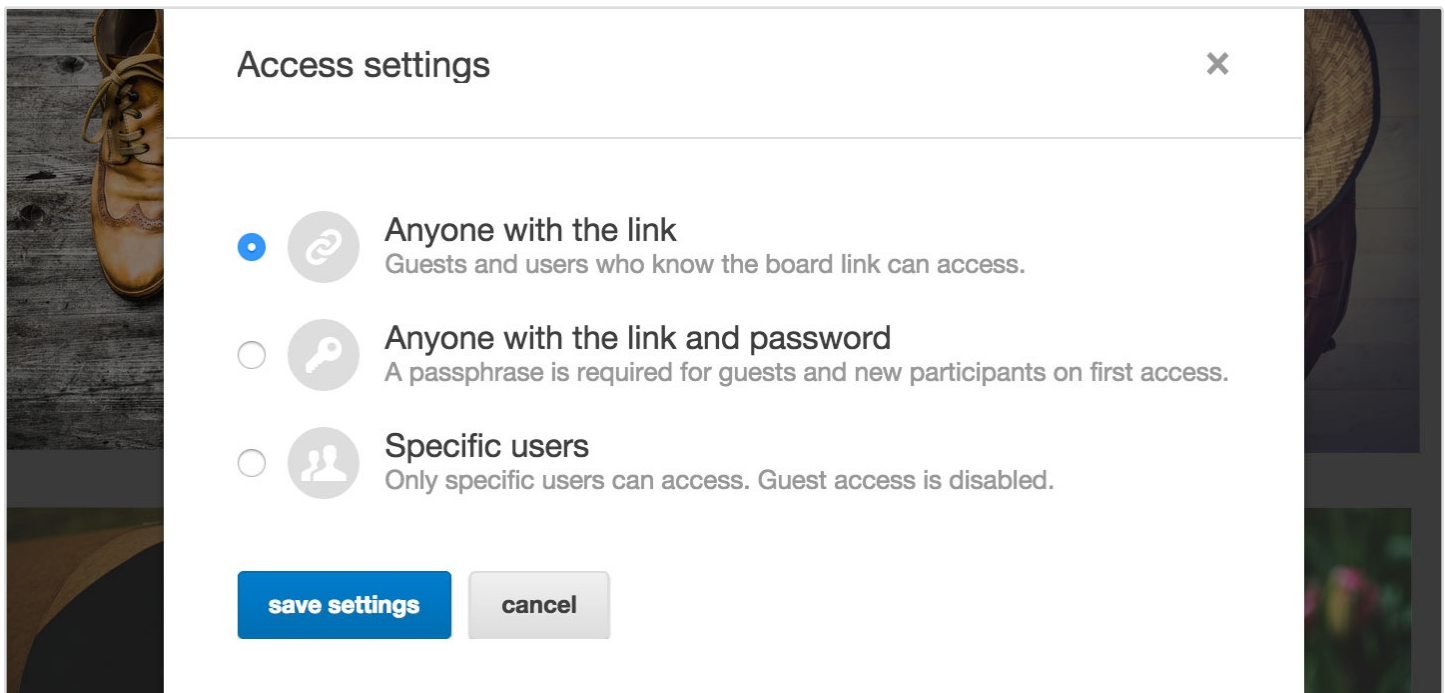 Access settings
Anyone with the link
Guests and users who know the board link can access.
Anyone with the link and password
A passphrase is required for guests and new participants on first access.
Specific users
Only specific users can access. Guest access is disabled.
save settings
cancel